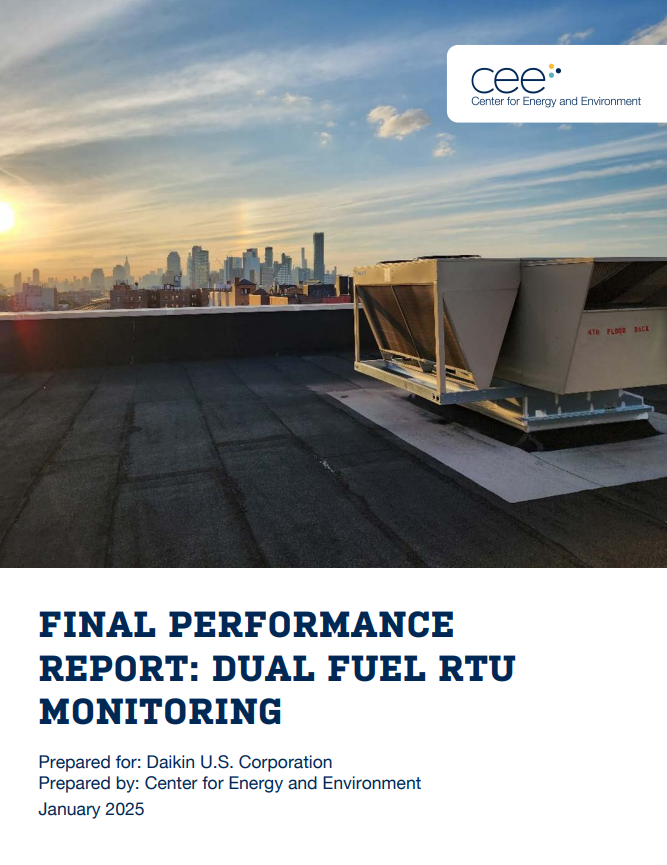 cee
Center for Energy and Environment
4TH FLOOR BACK
FINAL PERFORMANCE
REPORT: DUAL FUEL RTU
MONITORING
Prepared for: Daikin U.S. Corporation
Prepared by: Center for Energy and Environment
January 2025